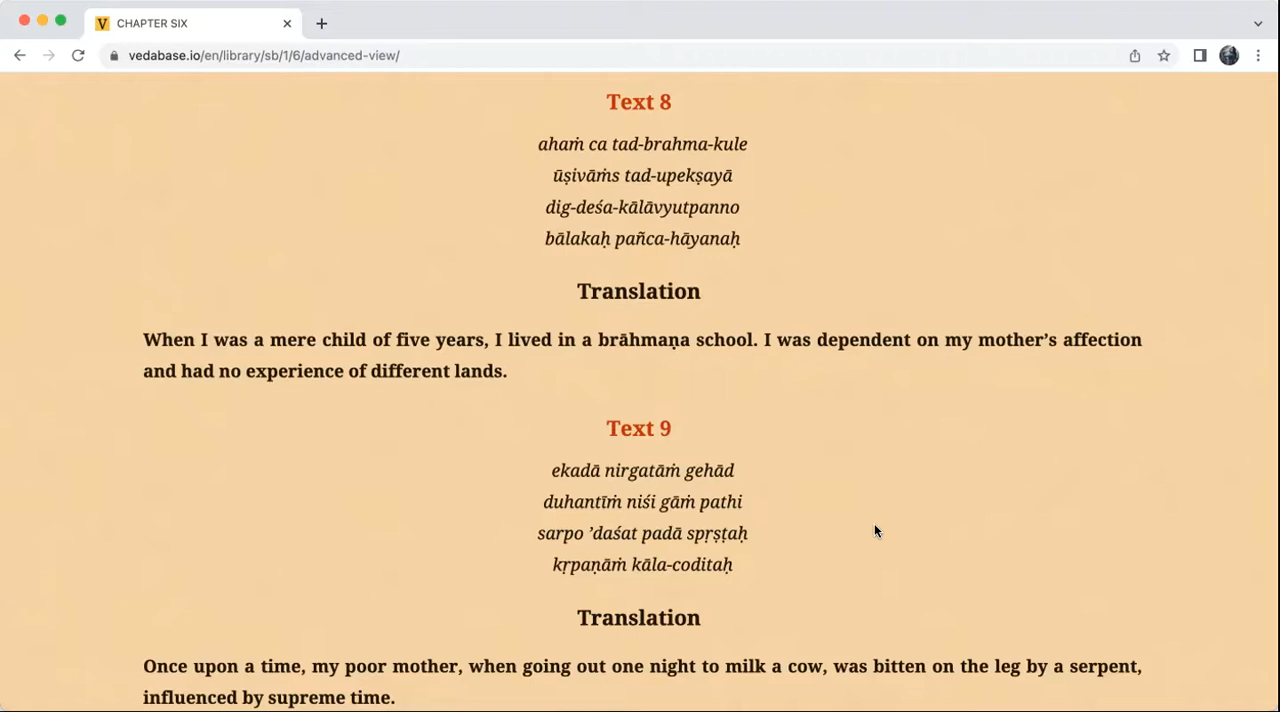 CHAPTER SIX
vedabase.io/en/library/sb/1/6/advanced-view/
Text 8
ahaṁ ca tad-brahma-kule
ūṣivāṁs tad-upekṣayā
dig-deśa-kālāvyutpanno
bālakaḥ pañca-hāyanaḥ
Translation
When I was a mere child of five years, I lived in a brāhmaṇa school. I was dependent on my mother’s affection
and had no experience of different lands.
Text 9
ekadā nirgatāṁ gehād
duhantīṁ niśi gāṁ pathi
sarpo ’daśat padā spṛṣṭaḥ
kṛpaṇāṁ kāla-coditaḥ
Translation
Once upon a time, my poor mother, when going out one night to milk a cow, was bitten on the leg by a serpent,
influenced by supreme time.